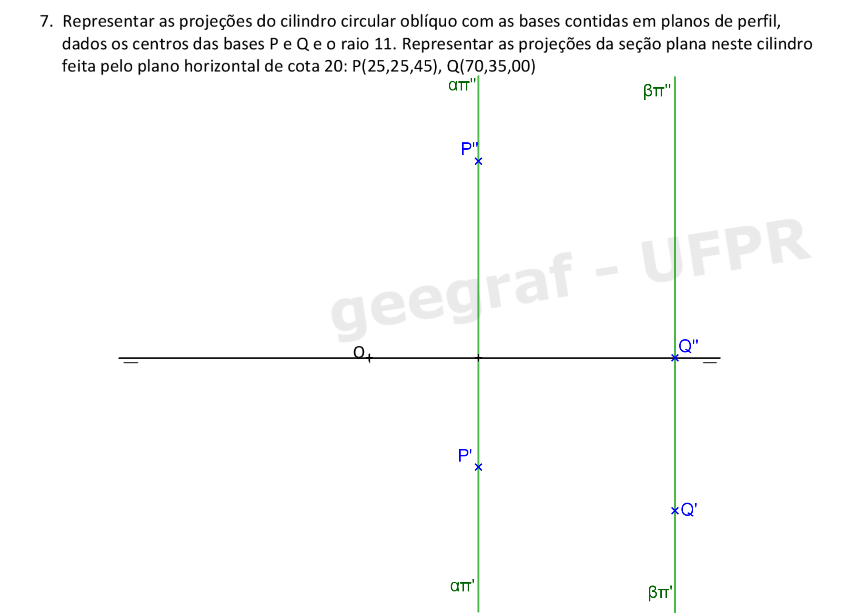 7. Representar as projeções do cilindro circular oblíquo com as bases contidas em planos de perfil,
dados os centros das bases P e Q e o raio 11. Representar as projeções da seção plana neste cilindro
feita pelo plano horizontal de cota 20: P(25,25,45), Q(70,35,00)
απ''
βπ''
P''
geegraf - UFPR
O
Q''
P'
Q'
απ'
βπ'